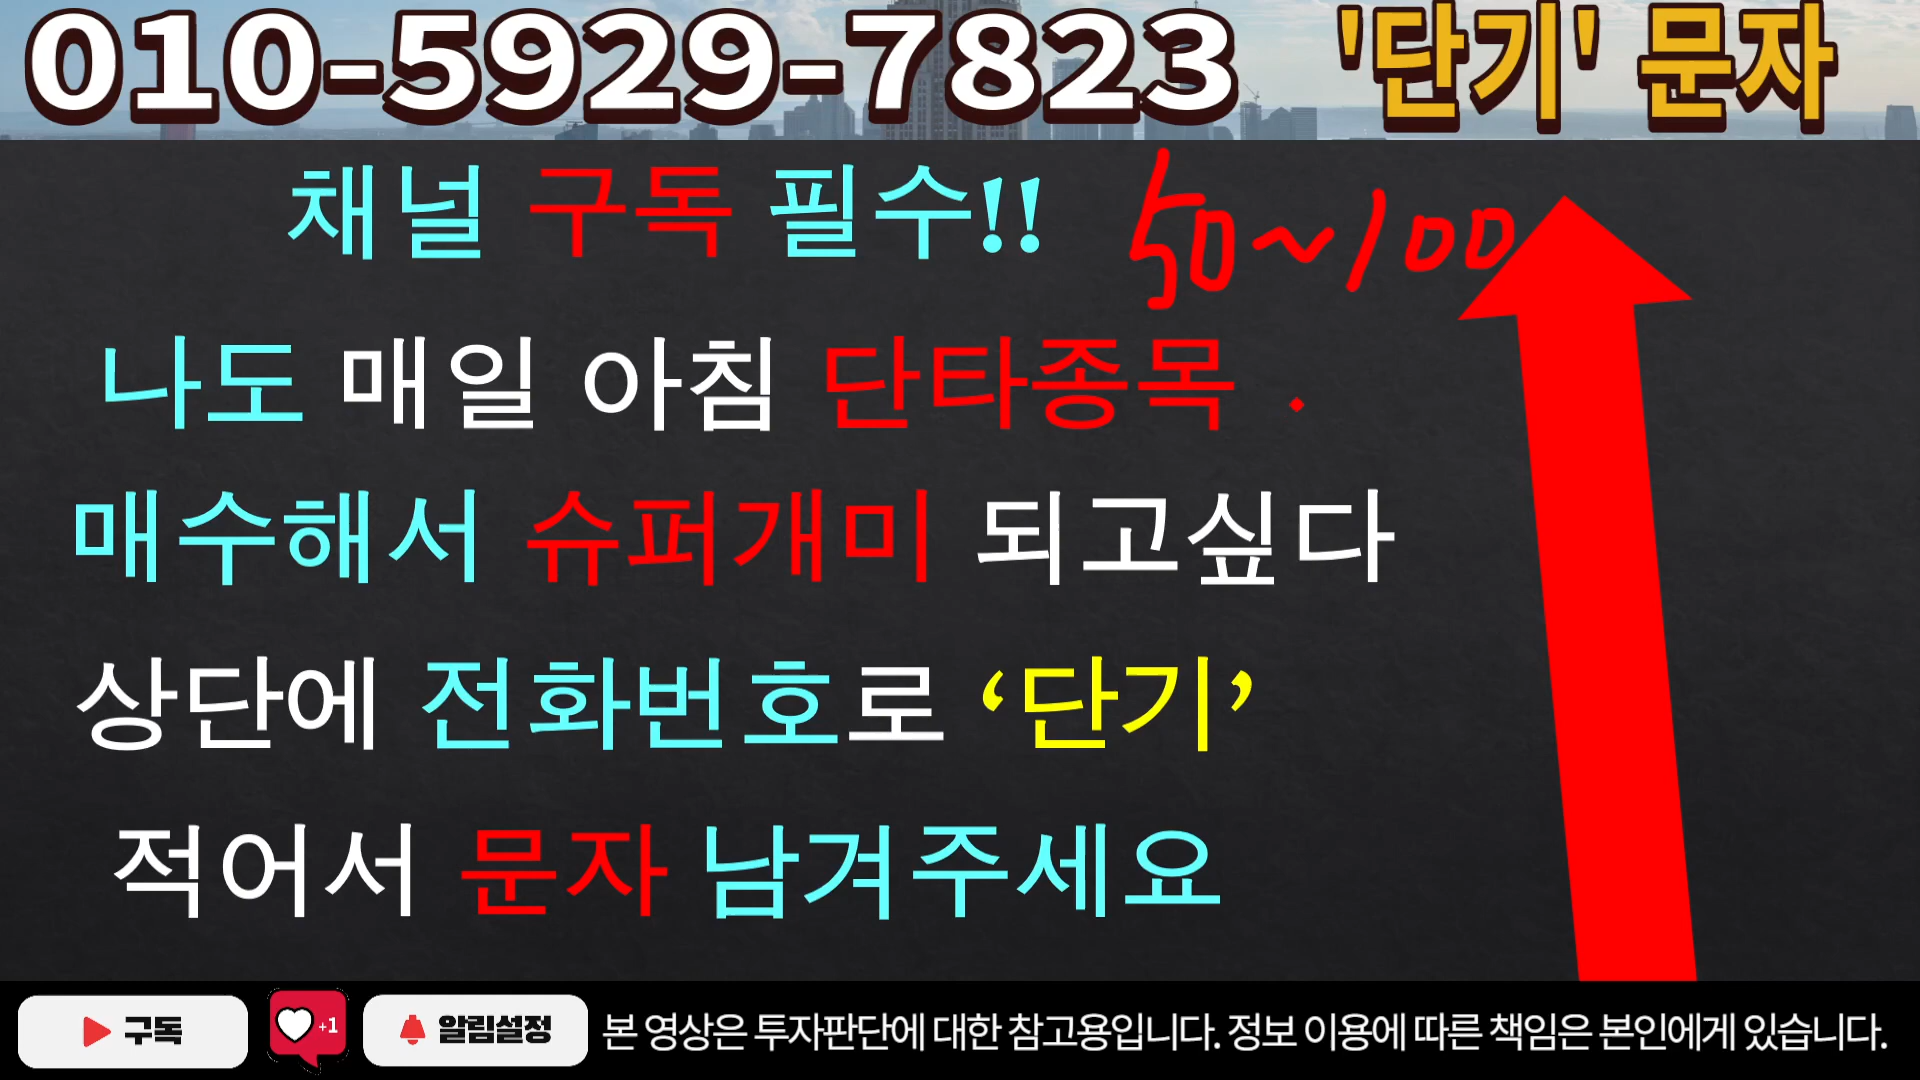 010-5929-7823 '단기' 문자
채널 구독 필수!! 50~100
나도 매일 아침 단타종목 .
매수해서 슈퍼개미 되고싶다
상단에 전화번호로 ‘단기’
적어서 문자 남겨주세요
구독 +1 알림설정 본 영상은 투자판단에 대한 참고용입니다. 정보 이용에 따른 책임은 본인에게 있습니다.